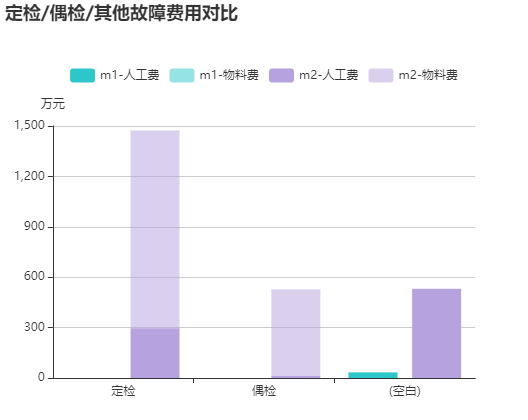 定检/偶检/其他故障费用对比
m1-人工费 m1-物料费 m2-人工费 m2-物料费
万元
1,500
1,200
900
600
300
0
定检 偶检 (空白)